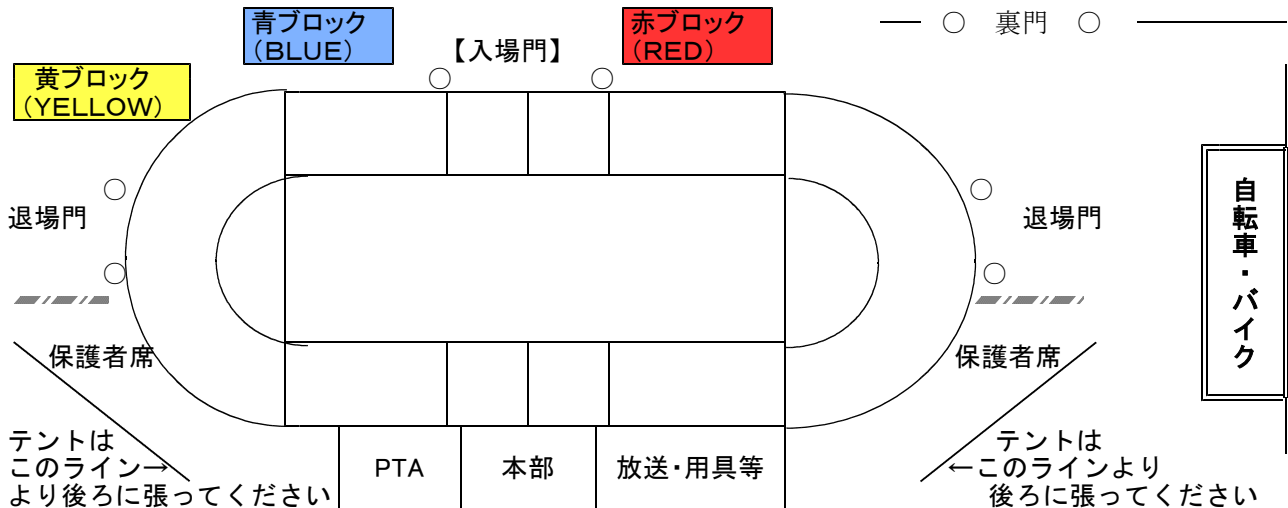 青ブロック
（BLUE）
【入場門】
赤ブロック
（RED）
裏門
黄ブロック
（YELLOW）
退場門
退場門
自転車・バイク
保護者席
保護者席
テントは
このライン→
より後ろに張ってください
PTA
本部
放送・用具等
テントは
←このラインより
後ろに張ってください